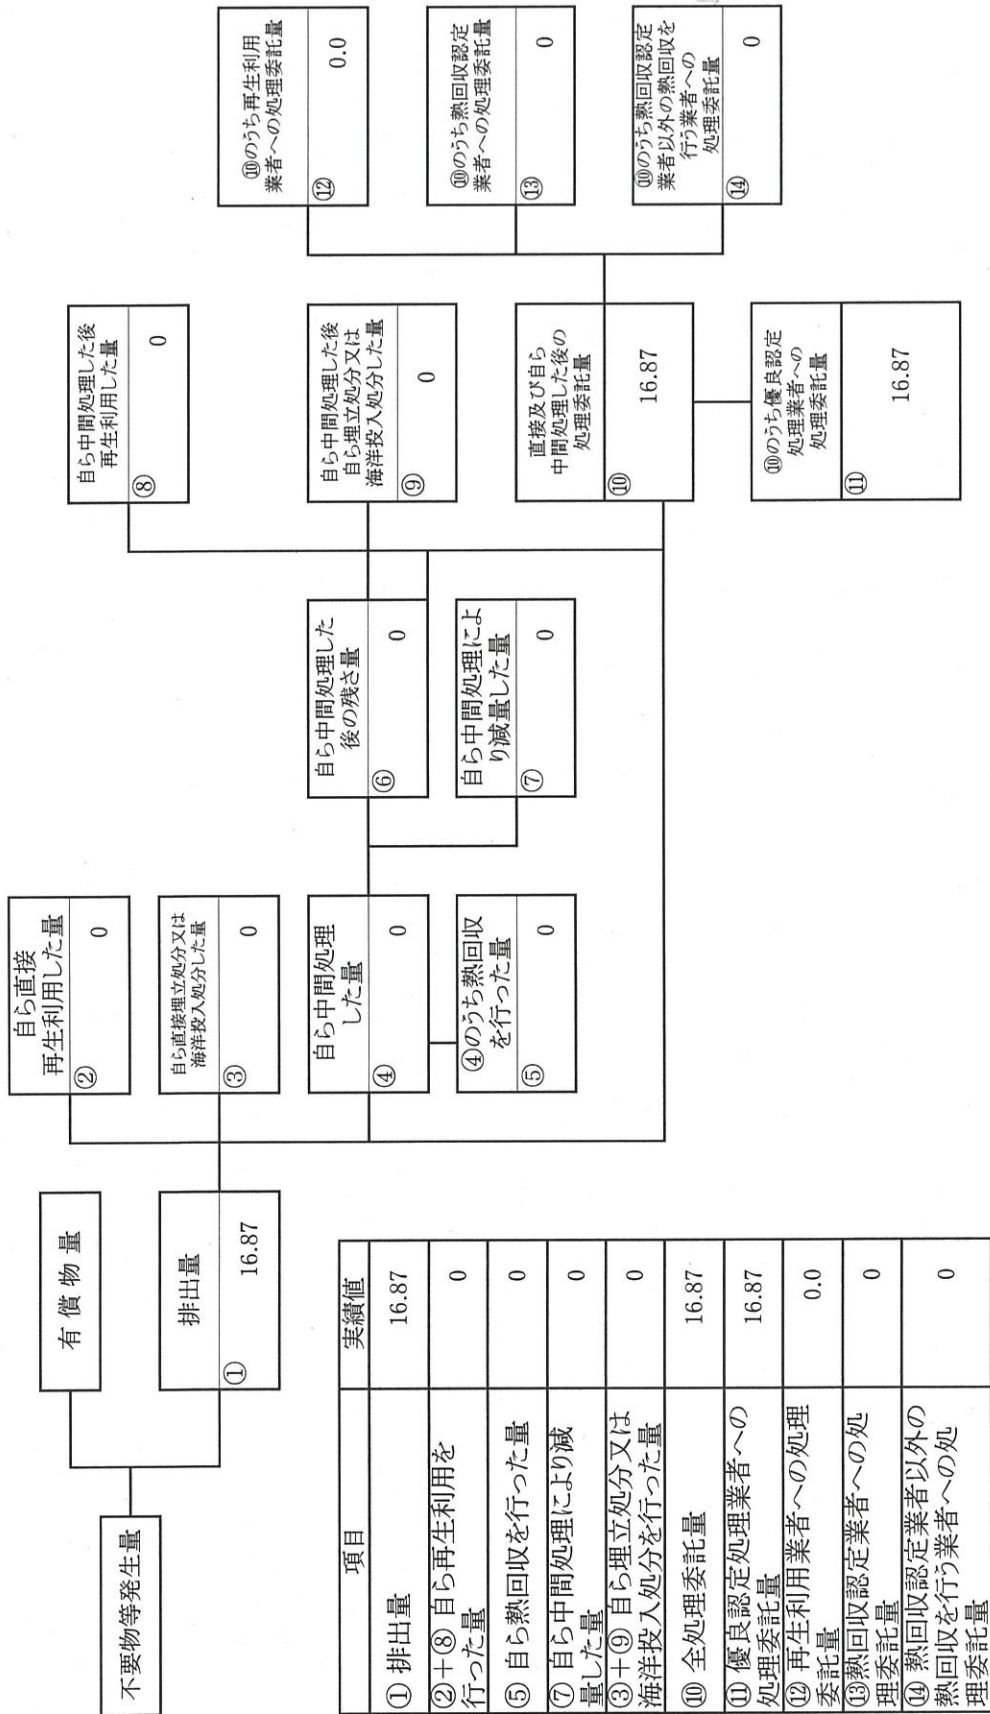 不要物等発生量
有償物量
排出量
① 16.87
自ら直接
再生利用した量
② 0
自ら直接埋立処分又は
海洋投入処分した量
③ 0
自ら中間処理
した量
④ 0
④のうち熱回収
を行った量
⑤ 0
自ら中間処理した
後の残さ量
⑥ 0
自ら中間処理によ
り減量した量
⑦ 0
自ら中間処理した後
再生利用した量
⑧ 0
自ら中間処理した後
自ら埋立処分又は
海洋投入処分した量
⑨ 0
直接及び自ら
中間処理した後の
処理委託量
⑩ 16.87
⑩のうち優良認定
処理業者への
処理委託量
⑪ 16.87
⑩のうち再生利用
業者への処理委託量
⑫ 0.0
⑩のうち熱回収認定
業者への処理委託量
⑬ 0
⑩のうち熱回収認定
業者以外の熱回収を
行う業者への
処理委託量
⑭ 0
項目 実績値
① 排出量 16.87
②+⑧ 自ら再生利用を
行った量 0
⑤ 自ら熱回収を行った量 0
⑦ 自ら中間処理により減
量した量 0
③+⑨ 自ら埋立処分又は
海洋投入処分を行った量 0
⑩ 全処理委託量 16.87
⑪ 優良認定処理業者への
処理委託量 16.87
⑫ 再生利用業者への処理
委託量 0.0
⑬熱回収認定業者への処
理委託量 0
⑭ 熱回収認定業者以外の
熱回収を行う業者への処
理委託量 0